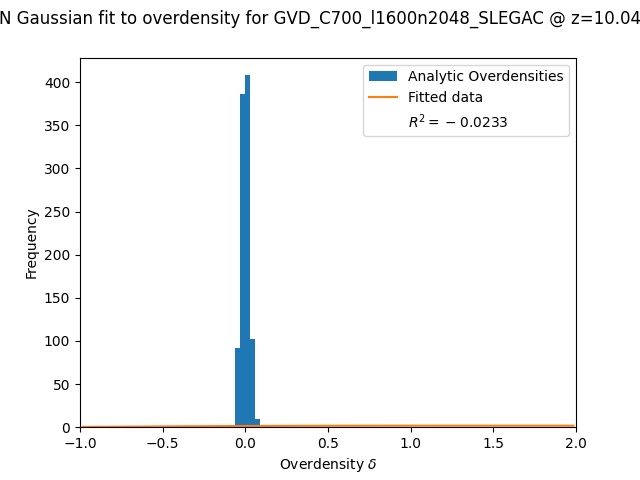 N Gaussian fit to overdensity for GVD_C700_l1600n2048_SLEGAC @ z=10.04
Analytic Overdensities
Fitted data
R² = −0.0233
Frequency
400
350
300
250
200
150
100
50
0
−1.0 −0.5 0.0 0.5 1.0 1.5 2.0
Overdensity δ